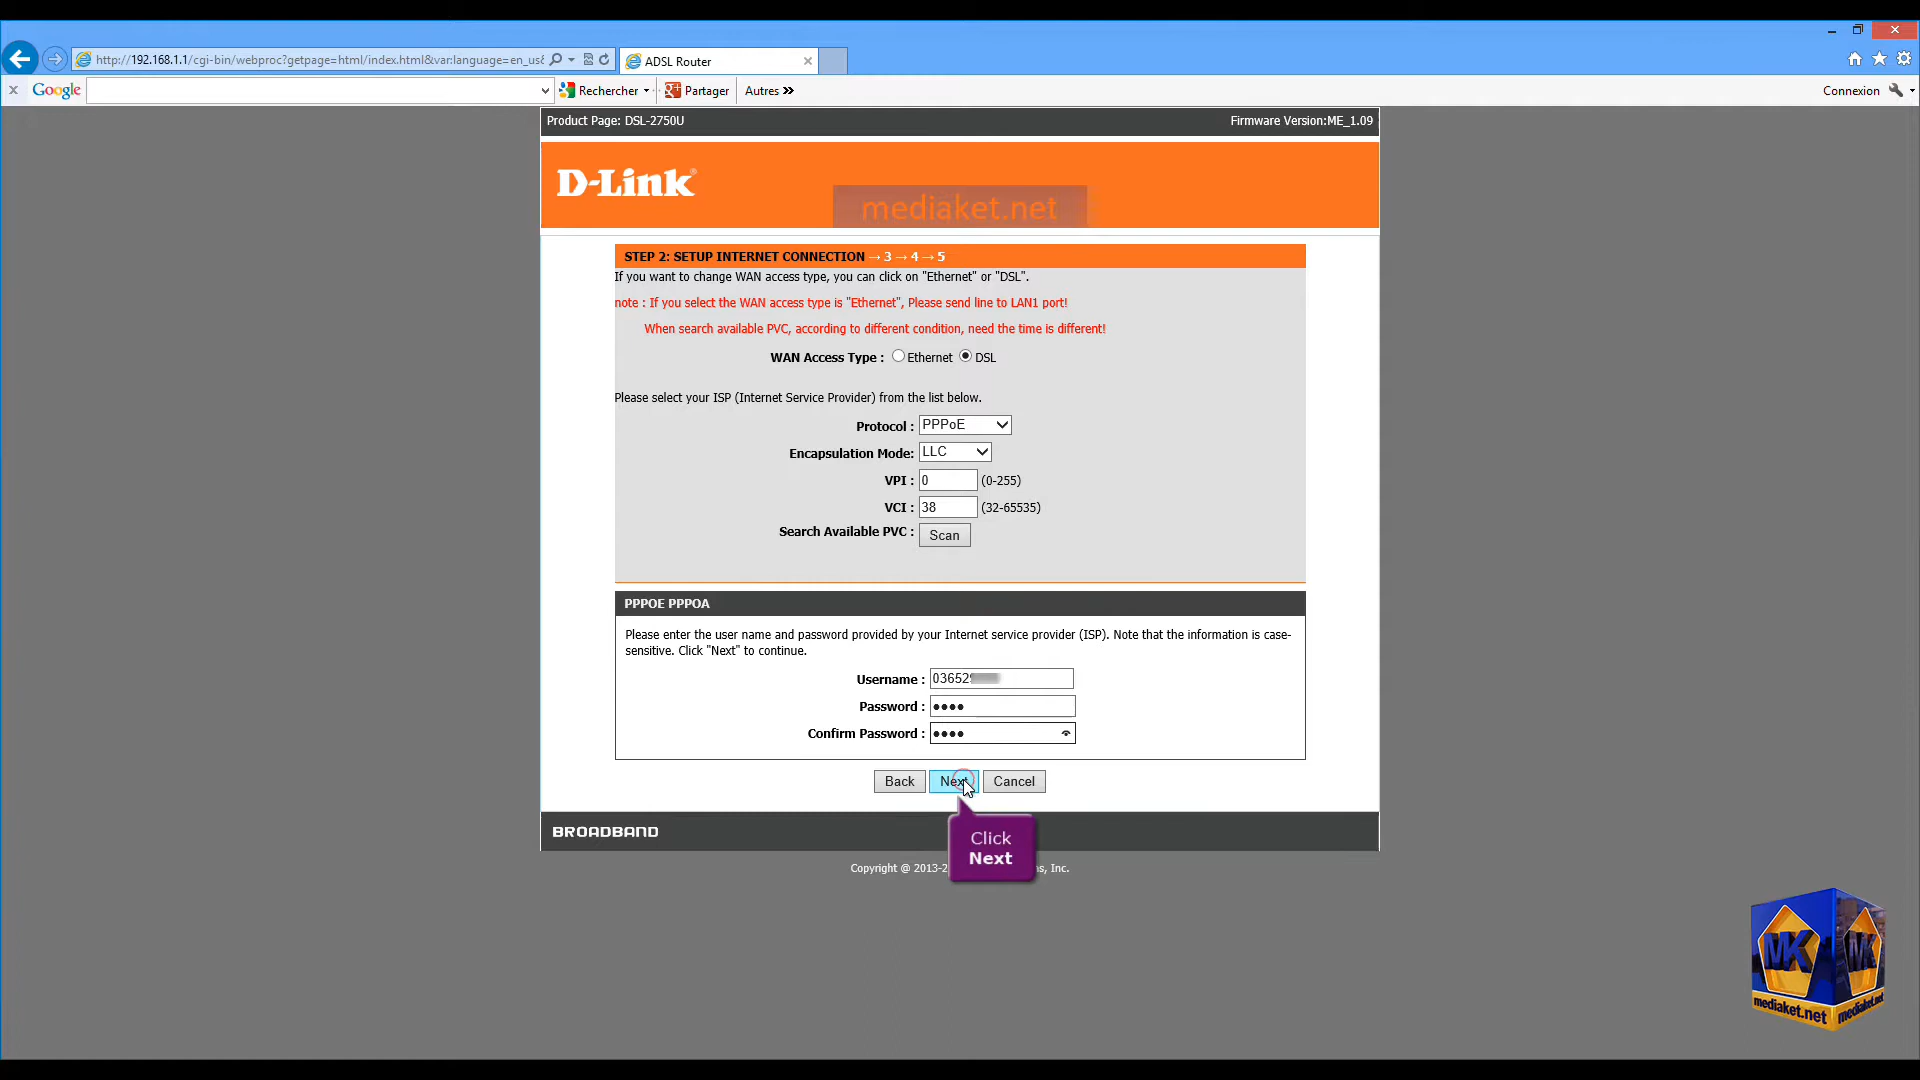 http://192.168.1.1/cgi-bin/webproc?getpage=html/index.html&var:language=en_us&
ADSL Router
Google
Rechercher
Partager
Autres
Connexion
Product Page: DSL-2750U
Firmware Version:ME_1.09
D-Link
mediaket.net
STEP 2: SETUP INTERNET CONNECTION → 3 → 4 → 5
If you want to change WAN access type, you can click on "Ethernet" or "DSL".
note : If you select the WAN access type is "Ethernet", Please send line to LAN1 port!
When search available PVC, according to different condition, need the time is different!
WAN Access Type : Ethernet DSL
Please select your ISP (Internet Service Provider) from the list below.
Protocol : PPPoE
Encapsulation Mode: LLC
VPI : 0 (0-255)
VCI : 38 (32-65535)
Search Available PVC : Scan
PPPOE PPPOA
Please enter the user name and password provided by your Internet service provider (ISP). Note that the information is case-
sensitive. Click "Next" to continue.
Username : 03652
Password : ••••
Confirm Password : ••••
Back Next Cancel
BROADBAND
Click
Next
Copyright @ 2013-2 s, Inc.
MK MK
mediaket.net mediaket.net